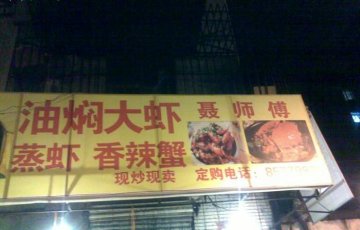 油焖大虾 聂师傅
蒸虾 香辣蟹
现炒现卖 定购电话：